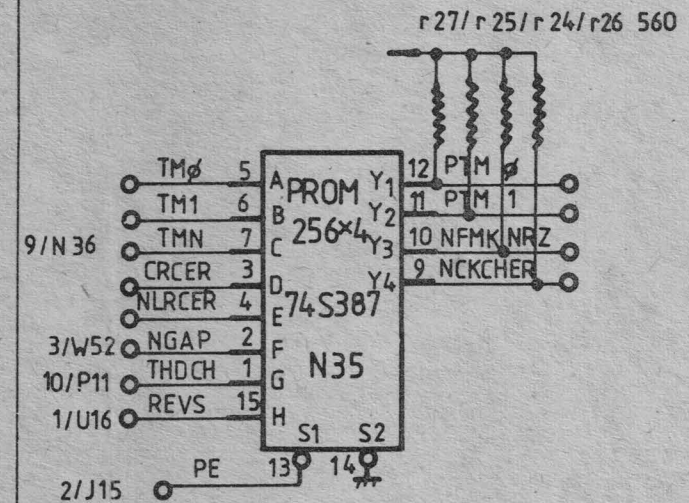 r27/r25/r24/r26 560
TMØ 5 A PROM Y1 12 PTM Ø
TM1 6 B 256×4 Y2 11 PTM 1
9/N36 TMN 7 C Y3 10 NFMK NRZ
CRCER 3 D Y4 9 NCKCHER
NLRCER 4 E 74S387
3/W52 NGAP 2 F
10/P11 THDCH 1 G N35
1/U16 REVS 15 H
S1 S2
2/J15 PE 13 14